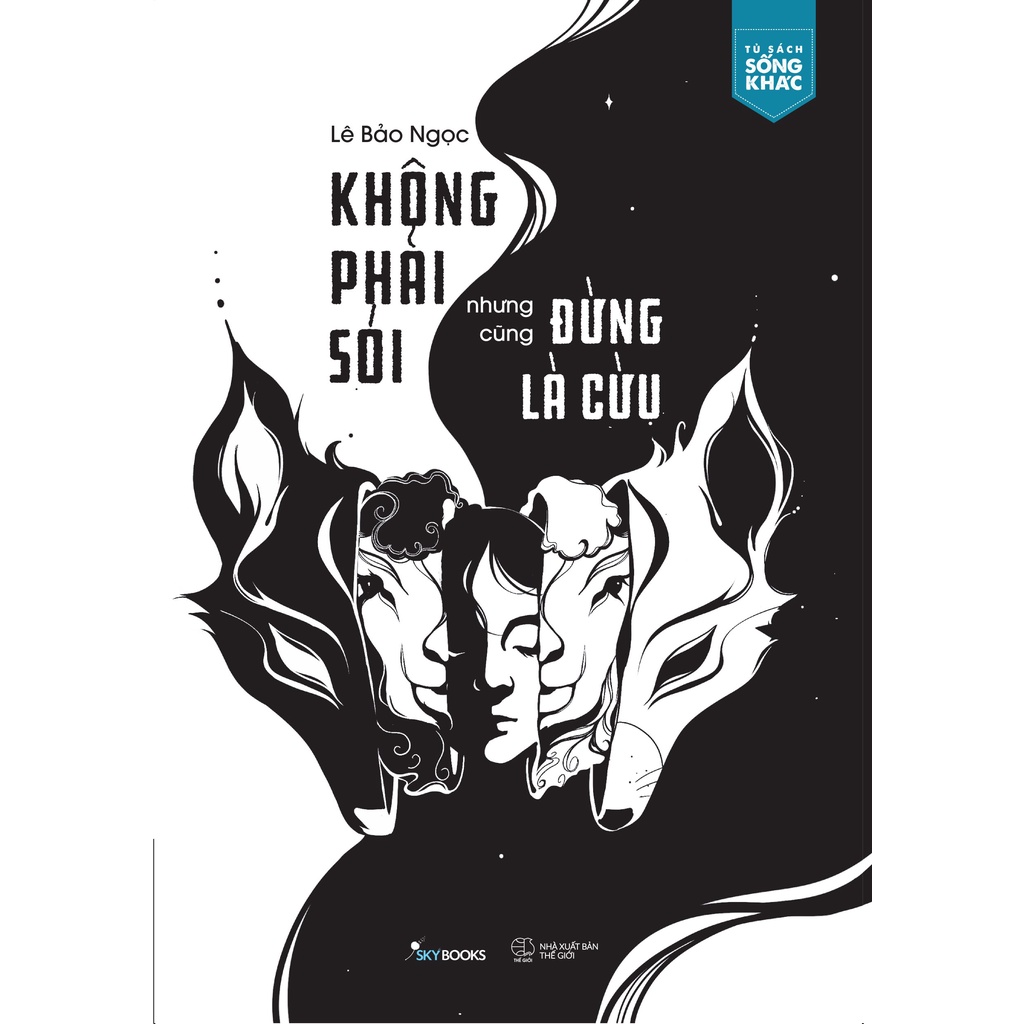 TỦ SÁCH
SỐNG
KHÁC
Lê Bảo Ngọc
KHÔNG
PHẢI
SÓI
nhưng
cũng
ĐỪNG
LÀ CỪU
SKYBOOKS
THẾ GIỚI
NHÀ XUẤT BẢN
THẾ GIỚI